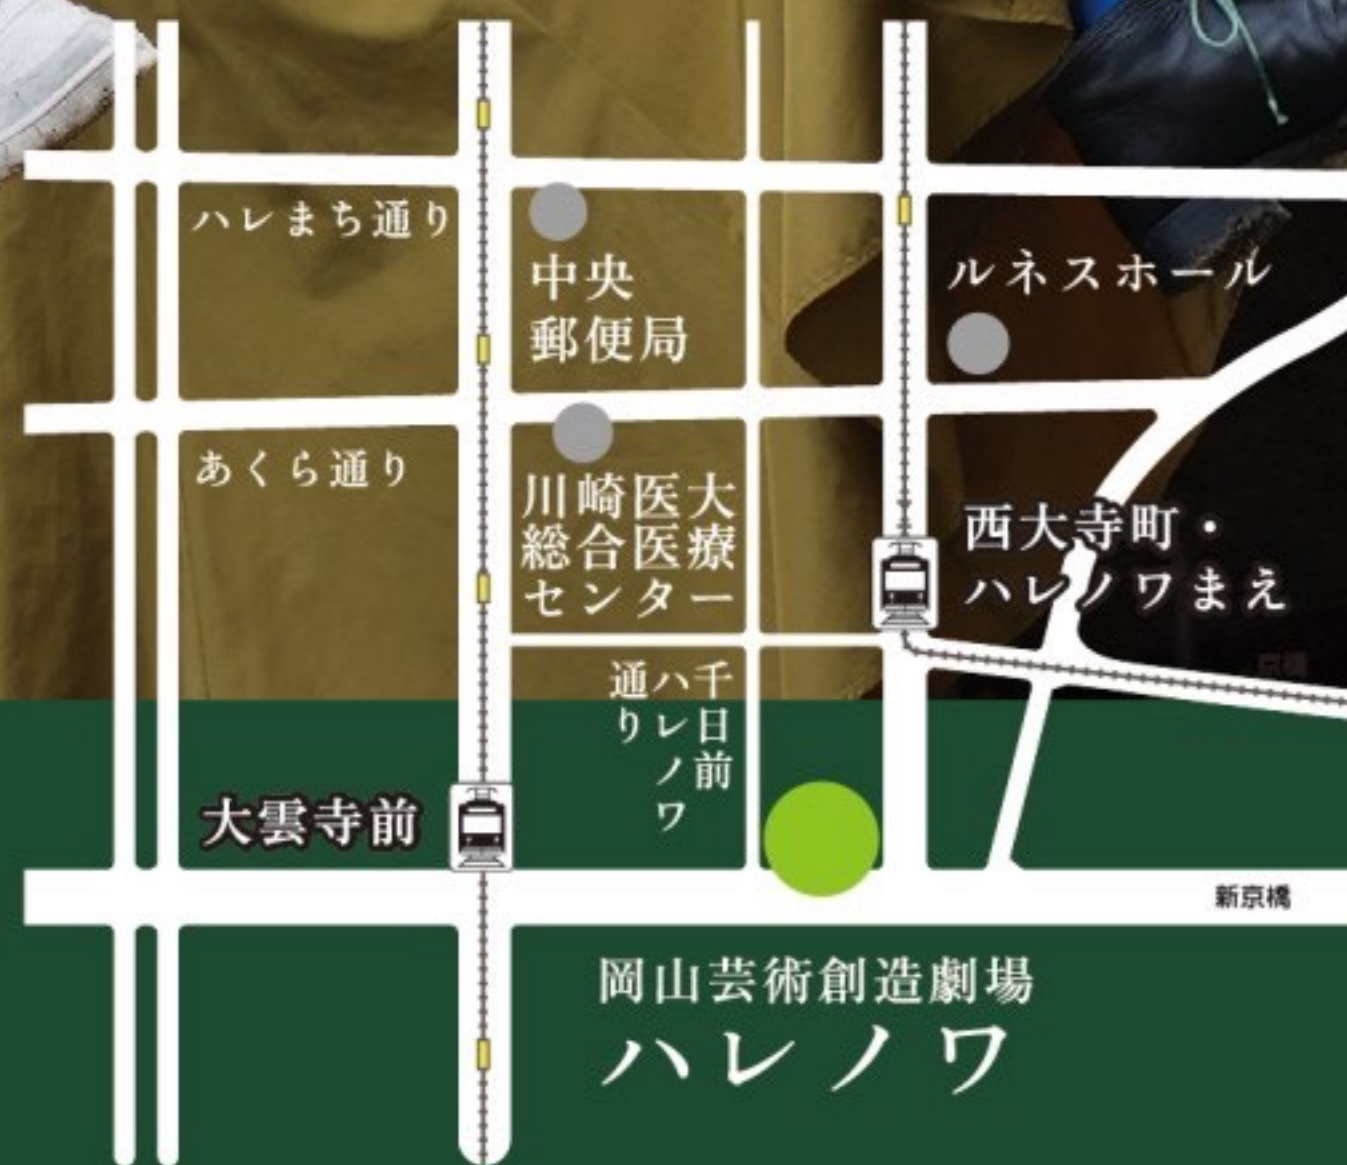 ハレまち通り
中央
郵便局
ルネスホール
あくら通り
川崎医大
総合医療
センター
西大寺町・
ハレノワまえ
京橋
千日前
ハレノワ
通り
大雲寺前
新京橋
岡山芸術創造劇場
ハレノワ